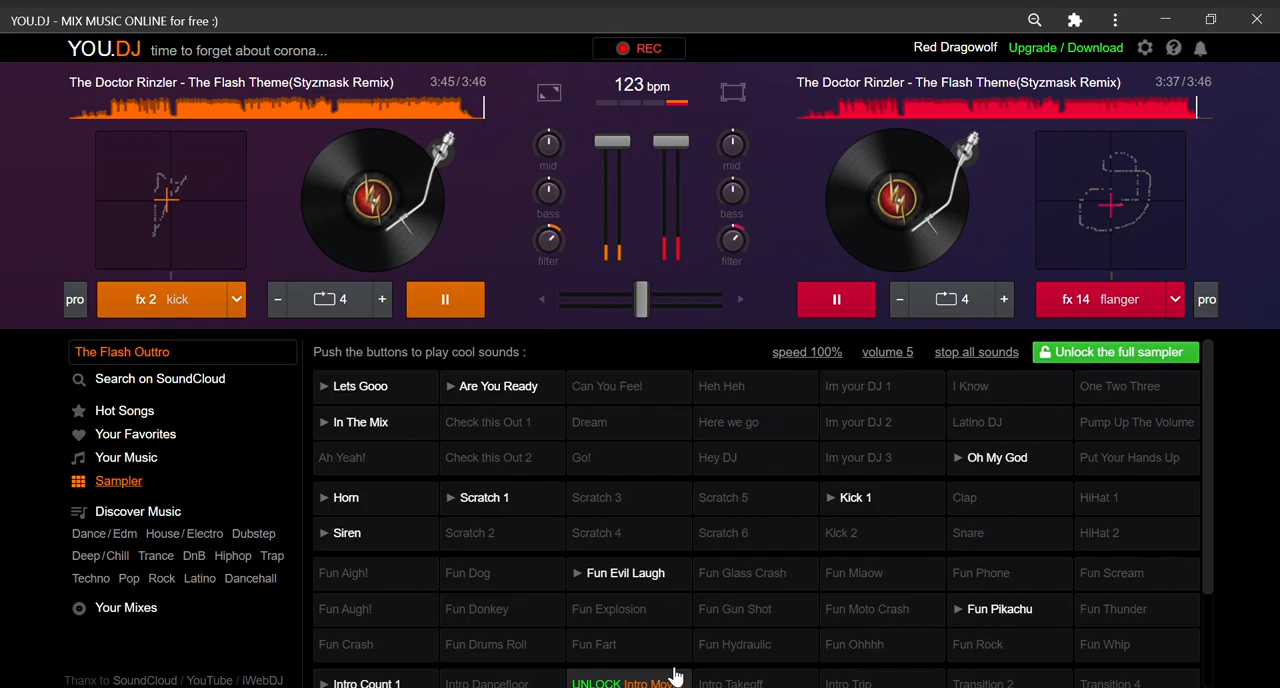 YOU.DJ - MIX MUSIC ONLINE for free :)
YOU.DJ time to forget about corona...
REC
Red Dragowolf Upgrade / Download
The Doctor Rinzler - The Flash Theme(Styzmask Remix) 3:45/3:46
123 bpm
The Doctor Rinzler - The Flash Theme(Styzmask Remix) 3:37/3:46
mid mid
bass bass
filter filter
pro fx 2 kick - 4 + - 4 + fx 14 flanger pro
The Flash Outtro
Push the buttons to play cool sounds : speed 100% volume 5 stop all sounds Unlock the full sampler
Search on SoundCloud
Hot Songs
Your Favorites
Your Music
Sampler
Discover Music
Dance/Edm House/Electro Dubstep
Deep/Chill Trance DnB Hiphop Trap
Techno Pop Rock Latino Dancehall
Your Mixes
Thanx to SoundCloud / YouTube / iWebDJ
Lets Gooo Are You Ready Can You Feel Heh Heh Im your DJ 1 I Know One Two Three
In The Mix Check this Out 1 Dream Here we go Im your DJ 2 Latino DJ Pump Up The Volume
Ah Yeah! Check this Out 2 Go! Hey DJ Im your DJ 3 Oh My God Put Your Hands Up
Horn Scratch 1 Scratch 3 Scratch 5 Kick 1 Clap HiHat 1
Siren Scratch 2 Scratch 4 Scratch 6 Kick 2 Snare HiHat 2
Fun Aigh! Fun Dog Fun Evil Laugh Fun Glass Crash Fun Miaow Fun Phone Fun Scream
Fun Augh! Fun Donkey Fun Explosion Fun Gun Shot Fun Moto Crash Fun Pikachu Fun Thunder
Fun Crash Fun Drums Roll Fun Fart Fun Hydraulic Fun Ohhhh Fun Rock Fun Whip
Intro Count 1 Intro Dancefloor UNLOCK Intro Intro Takeoff Intro Trip Transition 2 Transition 4